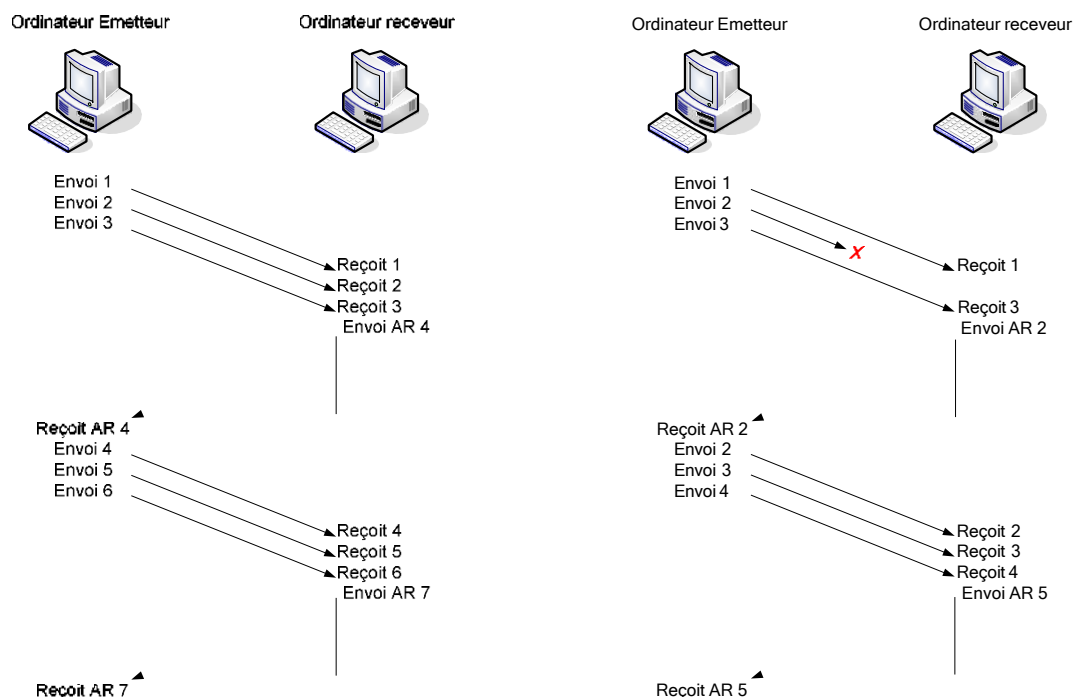 Ordinateur Emetteur
Ordinateur receveur
Envoi 1
Envoi 2
Envoi 3
Reçoit 1
Reçoit 2
Reçoit 3
Envoi AR 4
Reçoit AR 4
Envoi 4
Envoi 5
Envoi 6
Reçoit 4
Reçoit 5
Reçoit 6
Envoi AR 7
Reçoit AR 7
Ordinateur Emetteur
Ordinateur receveur
Envoi 1
Envoi 2
Envoi 3
X
Reçoit 1
Reçoit 3
Envoi AR 2
Reçoit AR 2
Envoi 2
Envoi 3
Envoi 4
Reçoit 2
Reçoit 3
Reçoit 4
Envoi AR 5
Reçoit AR 5